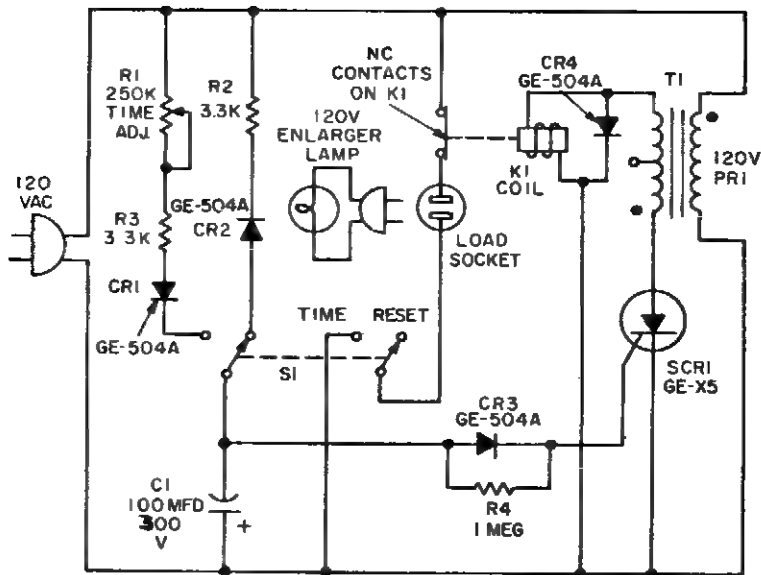 R1
250K
TIME
ADJ.
R2
3.3K
NC
CONTACTS
ON K1
CR4
GE-504A
T1
120V
ENLARGER
LAMP
K1
COIL
120V
PRI
120
VAC
R3
3 3K
GE-504A
CR2
LOAD
SOCKET
CR1
GE-504A
TIME
RESET
S1
SCR1
GE-X5
CR3
GE-504A
C1
100 MFD
300
V
+
R4
1 MEG